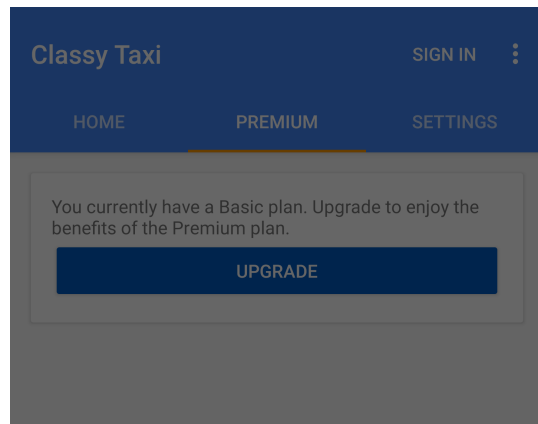 Classy Taxi
SIGN IN
HOME
PREMIUM
SETTINGS
You currently have a Basic plan. Upgrade to enjoy the
benefits of the Premium plan.
UPGRADE